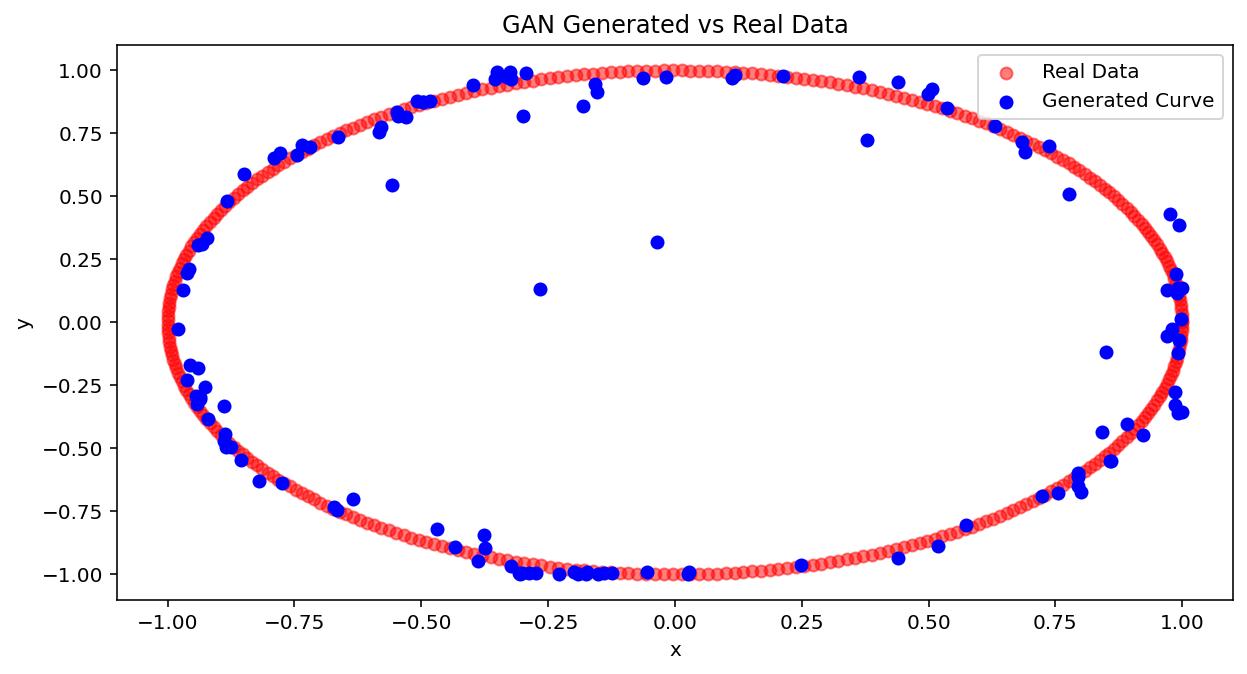 GAN Generated vs Real Data
Real Data
Generated Curve
y
1.00
0.75
0.50
0.25
0.00
−0.25
−0.50
−0.75
−1.00
−1.00 −0.75 −0.50 −0.25 0.00 0.25 0.50 0.75 1.00
x